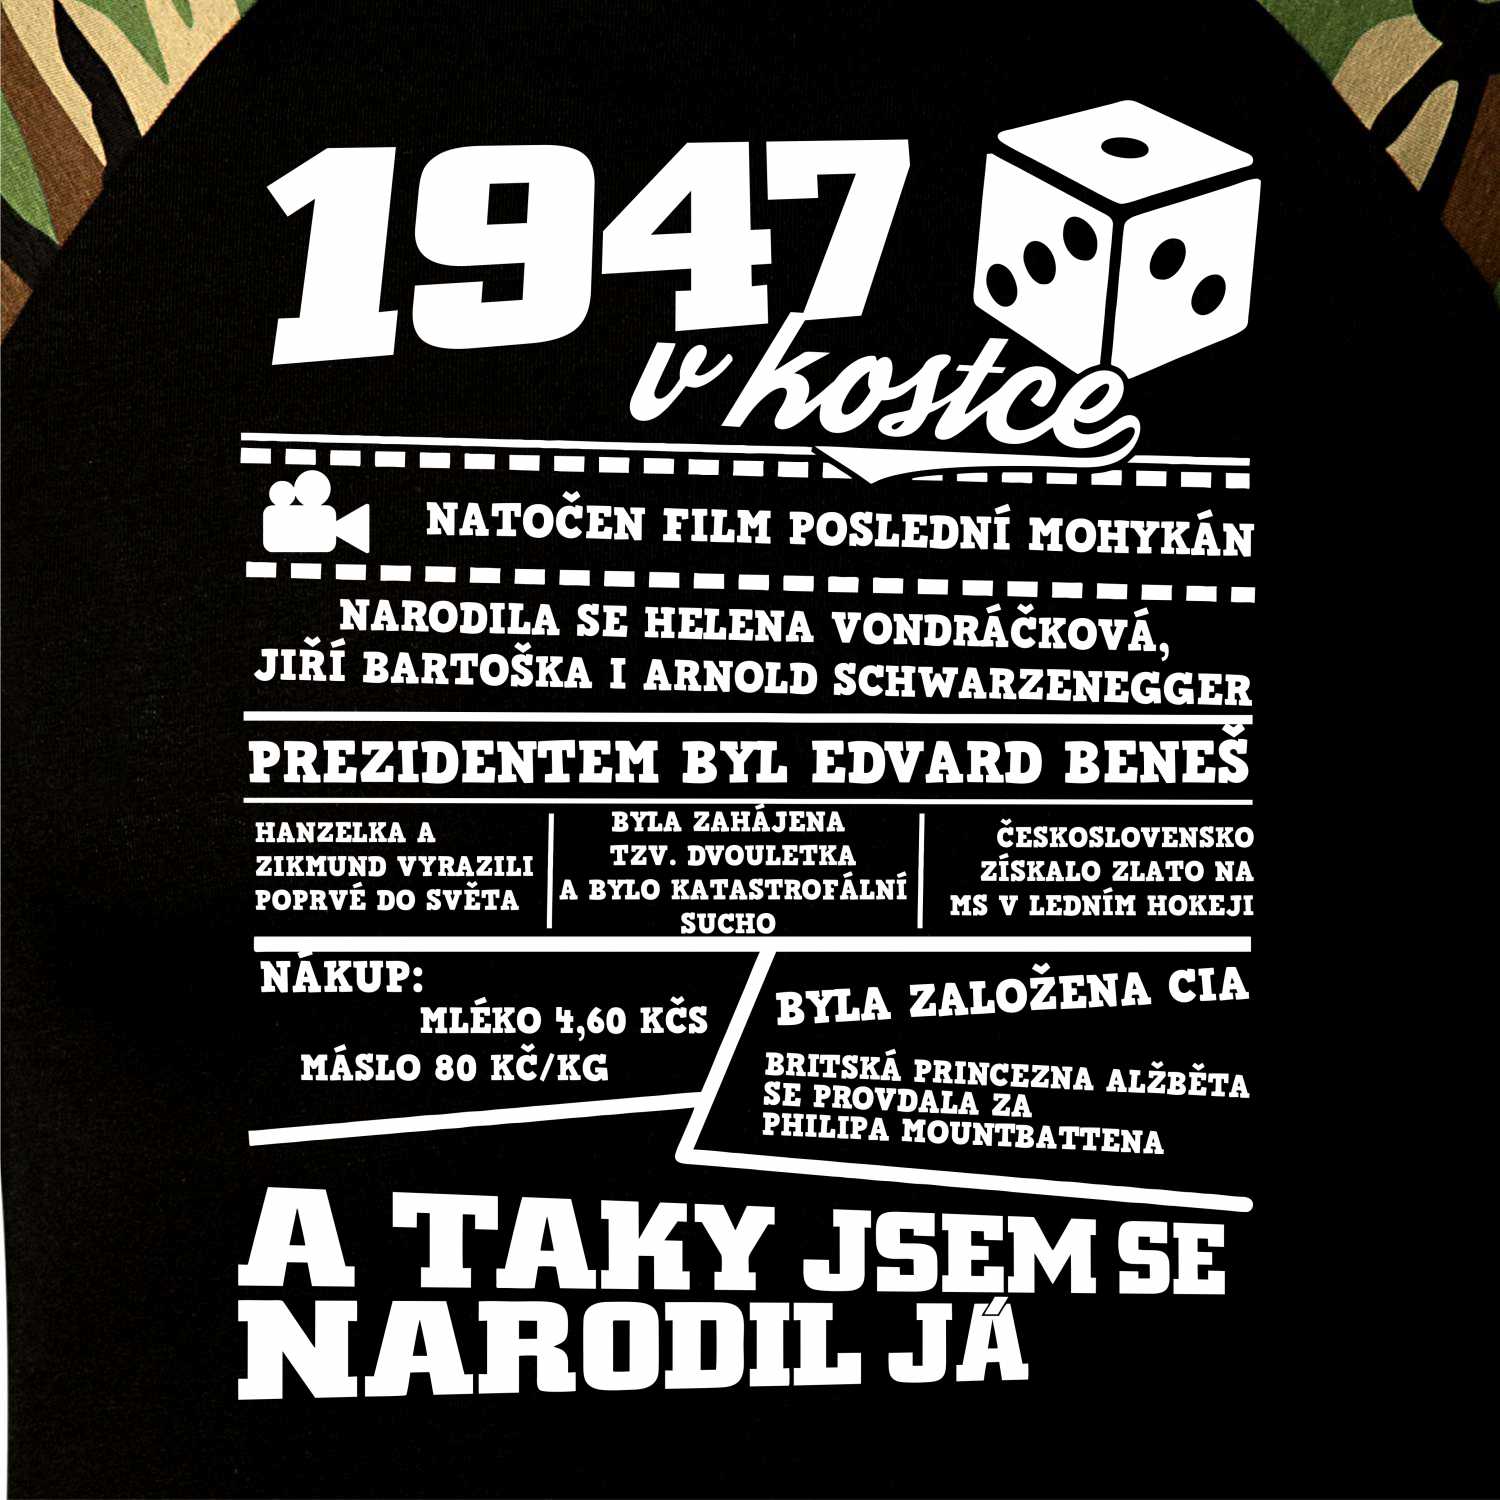 1947
v kostce
NATOČEN FILM POSLEDNÍ MOHYKÁN
NARODILA SE HELENA VONDRÁČKOVÁ,
JIŘÍ BARTOŠKA I ARNOLD SCHWARZENEGGER
PREZIDENTEM BYL EDVARD BENEŠ
HANZELKA A
ZIKMUND VYRAZILI
POPRVÉ DO SVĚTA
BYLA ZAHÁJENA
TZV. DVOULETKA
A BYLO KATASTROFÁLNÍ
SUCHO
ČESKOSLOVENSKO
ZÍSKALO ZLATO NA
MS V LEDNÍM HOKEJI
NÁKUP:
MLÉKO 4,60 KČS
MÁSLO 80 KČ/KG
BYLA ZALOŽENA CIA
BRITSKÁ PRINCEZNA ALŽBĚTA
SE PROVDALA ZA
PHILIPA MOUNTBATTENA
A TAKY JSEM SE
NARODIL JÁ